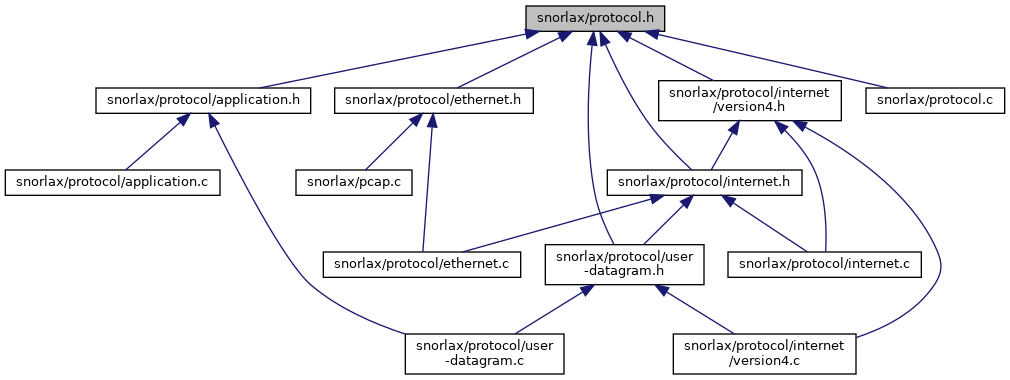 snorlax/protocol.h
snorlax/protocol/application.h
snorlax/protocol/ethernet.h
snorlax/protocol/internet
/version4.h
snorlax/protocol.c
snorlax/protocol/application.c
snorlax/pcap.c
snorlax/protocol/internet.h
snorlax/protocol/ethernet.c
snorlax/protocol/user
-datagram.h
snorlax/protocol/internet.c
snorlax/protocol/user
-datagram.c
snorlax/protocol/internet
/version4.c